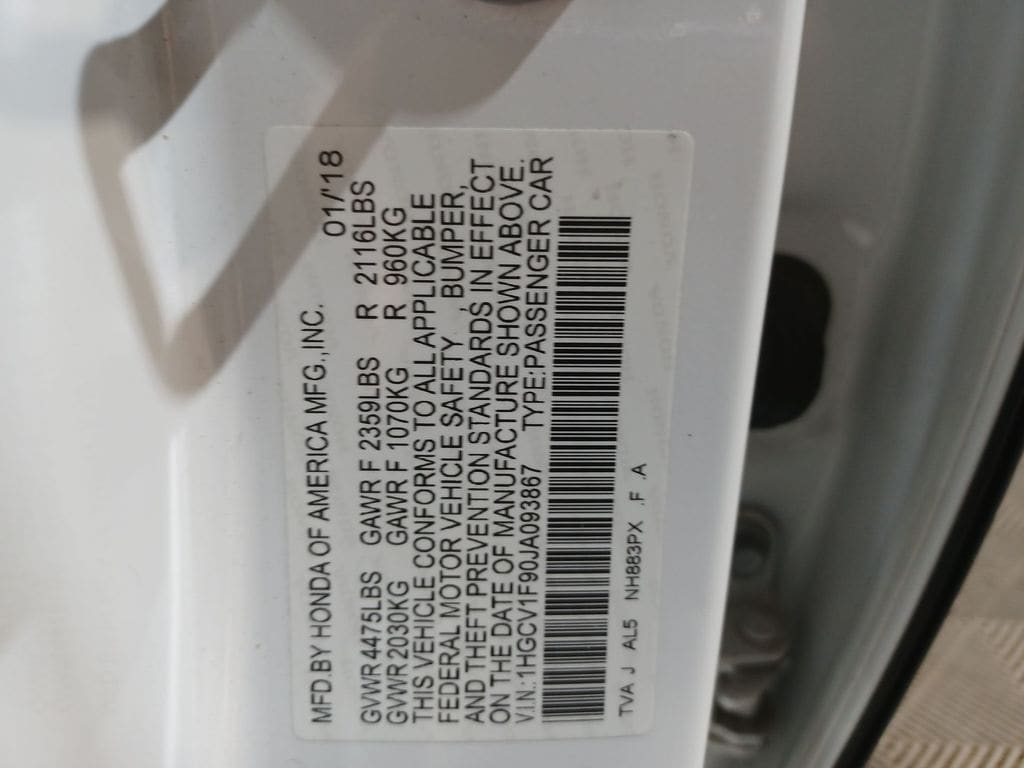 MFD.BY HONDA OF AMERICA MFG.,INC. 01/'18
GVWR 4475LBS GAWR F 2359LBS R 2116LBS
GVWR 2030KG GAWR F 1070KG R 960KG
THIS VEHICLE CONFORMS TO ALL APPLICABLE
FEDERAL MOTOR VEHICLE SAFETY , BUMPER,
AND THEFT PREVENTION STANDARDS IN EFFECT
ON THE DATE OF MANUFACTURE SHOWN ABOVE.
V.I.N.:1HGCV1F90JA093867 TYPE:PASSENGER CAR
TVA J AL5 NH883PX .F .A